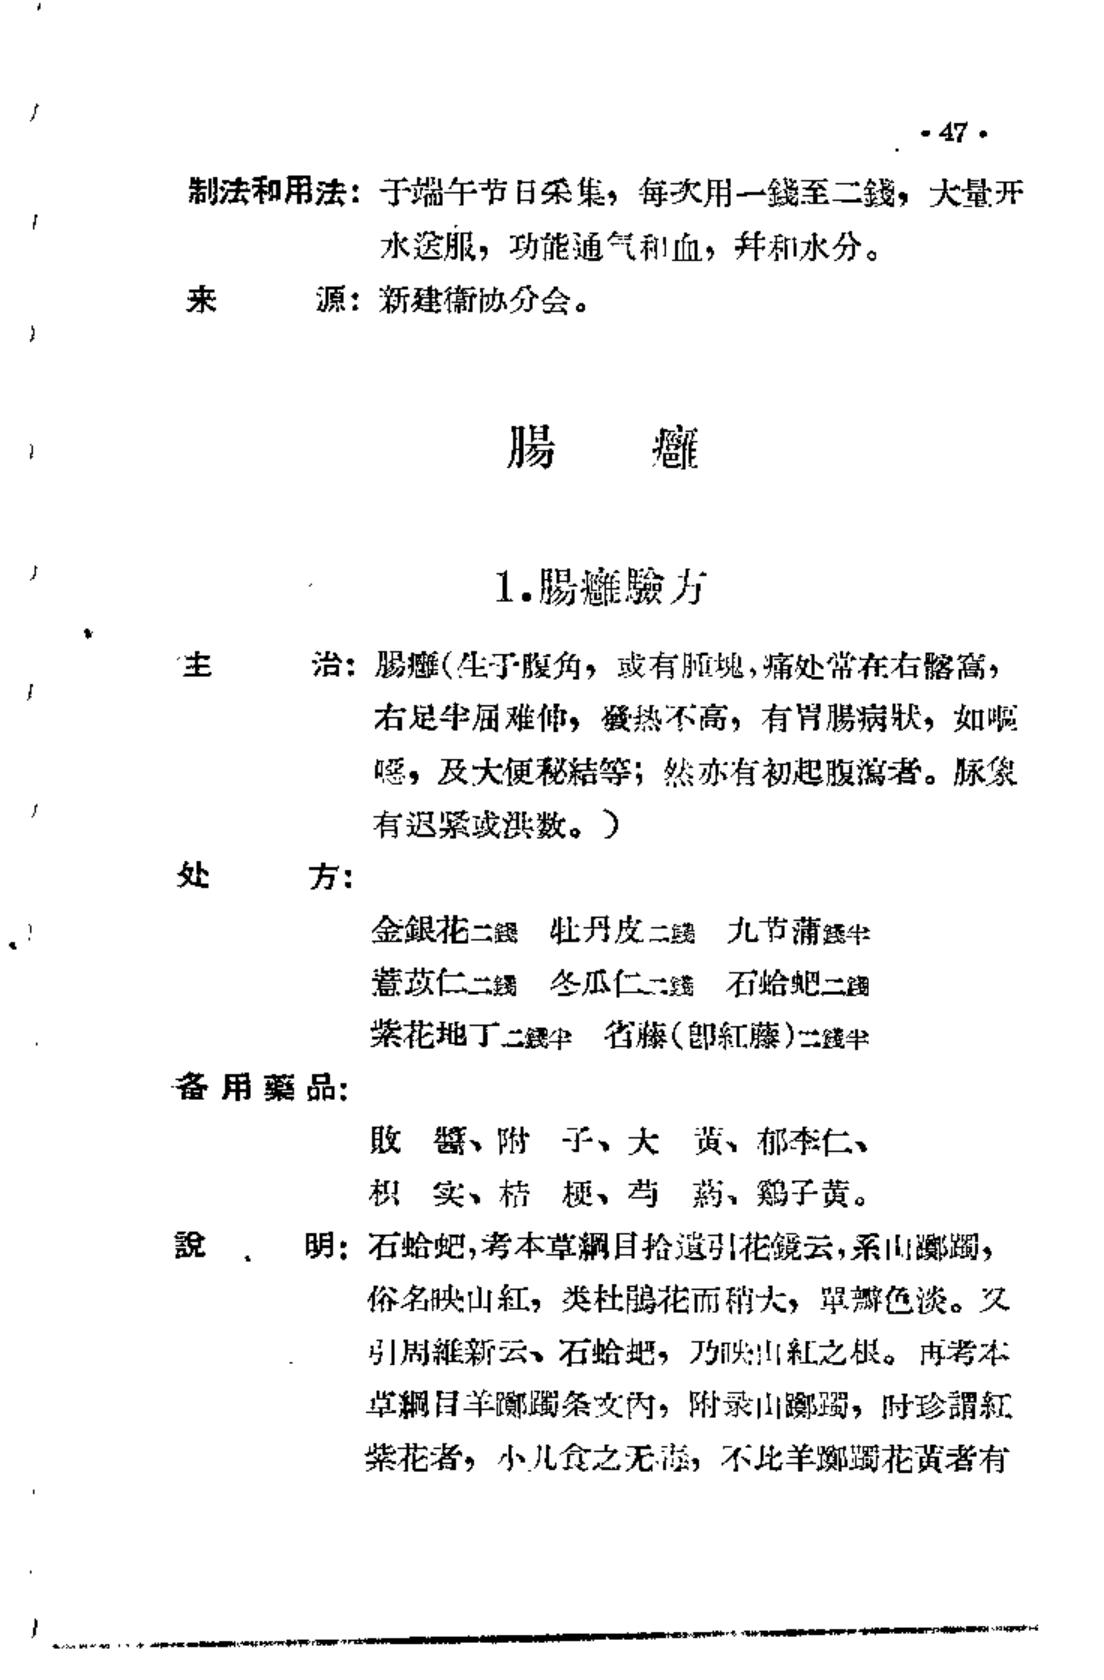 ·47·
制法和用法：于端午节日采集，每次用一錢至二錢，大量开
水送服，功能通气和血，幷和水分。
来　　源：新建衞协分会。
腸　癰
1.腸癰驗方
主　　治：腸癰(生于腹角，或有肿塊，痛处常在右髂窩，
右足半屈难伸，發热不高，有胃腸病狀，如嘔
噁，及大便秘結等；然亦有初起腹瀉者。脉象
有迟緊或洪数。)
处　　方：
金銀花二錢　牡丹皮二錢　九节蒲錢半
薏苡仁二錢　冬瓜仁二錢　石蛤蚆二錢
紫花地丁二錢半　省藤(卽紅藤)二錢半
备用藥品：
敗　醬、附　子、大　黃、郁李仁、
枳　实、桔　梗、芍　葯、鷄子黃。
說　　明：石蛤蚆，考本草綱目拾遺引花鏡云，系山躑躅，
俗名映山紅，类杜鵑花而稍大，單瓣色淡。又
引周維新云、石蛤蚆，乃映山紅之根。再考本
草綱目羊躑躅条文內，附录山躑躅，时珍謂紅
紫花者，小儿食之无毒，不比羊躑躅花黃者有